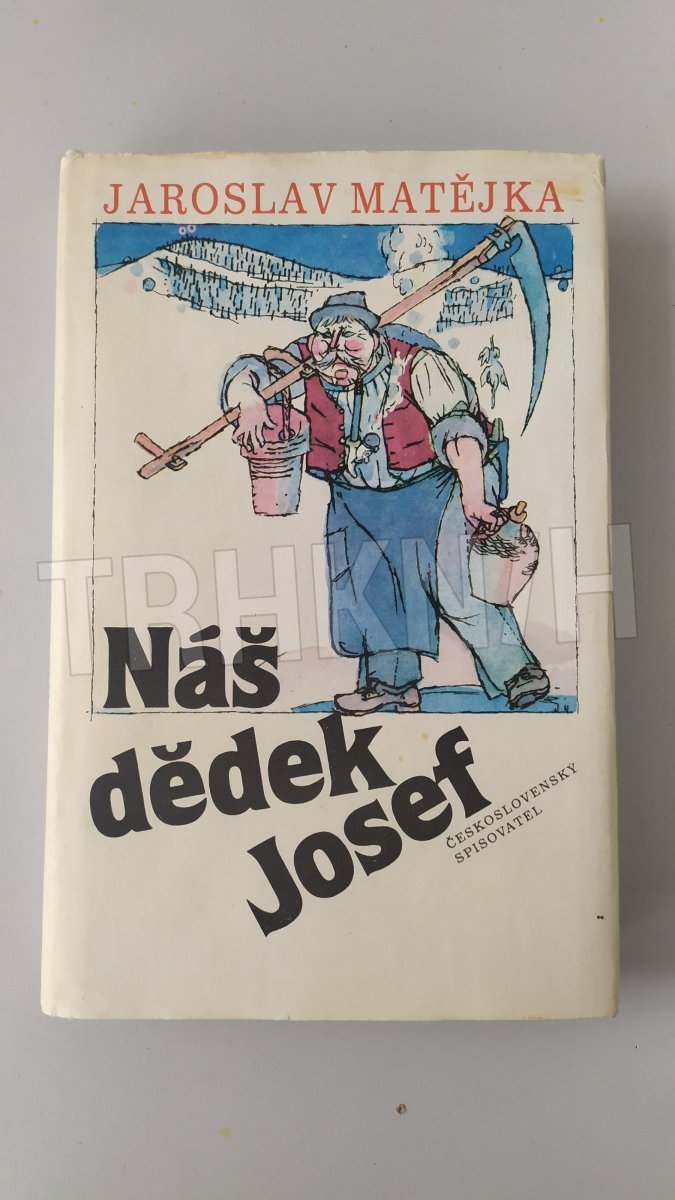 JAROSLAV MATĚJKA
TRHKNIH
Náš
dědek
Josef
ČESKOSLOVENSKÝ
SPISOVATEL
J N